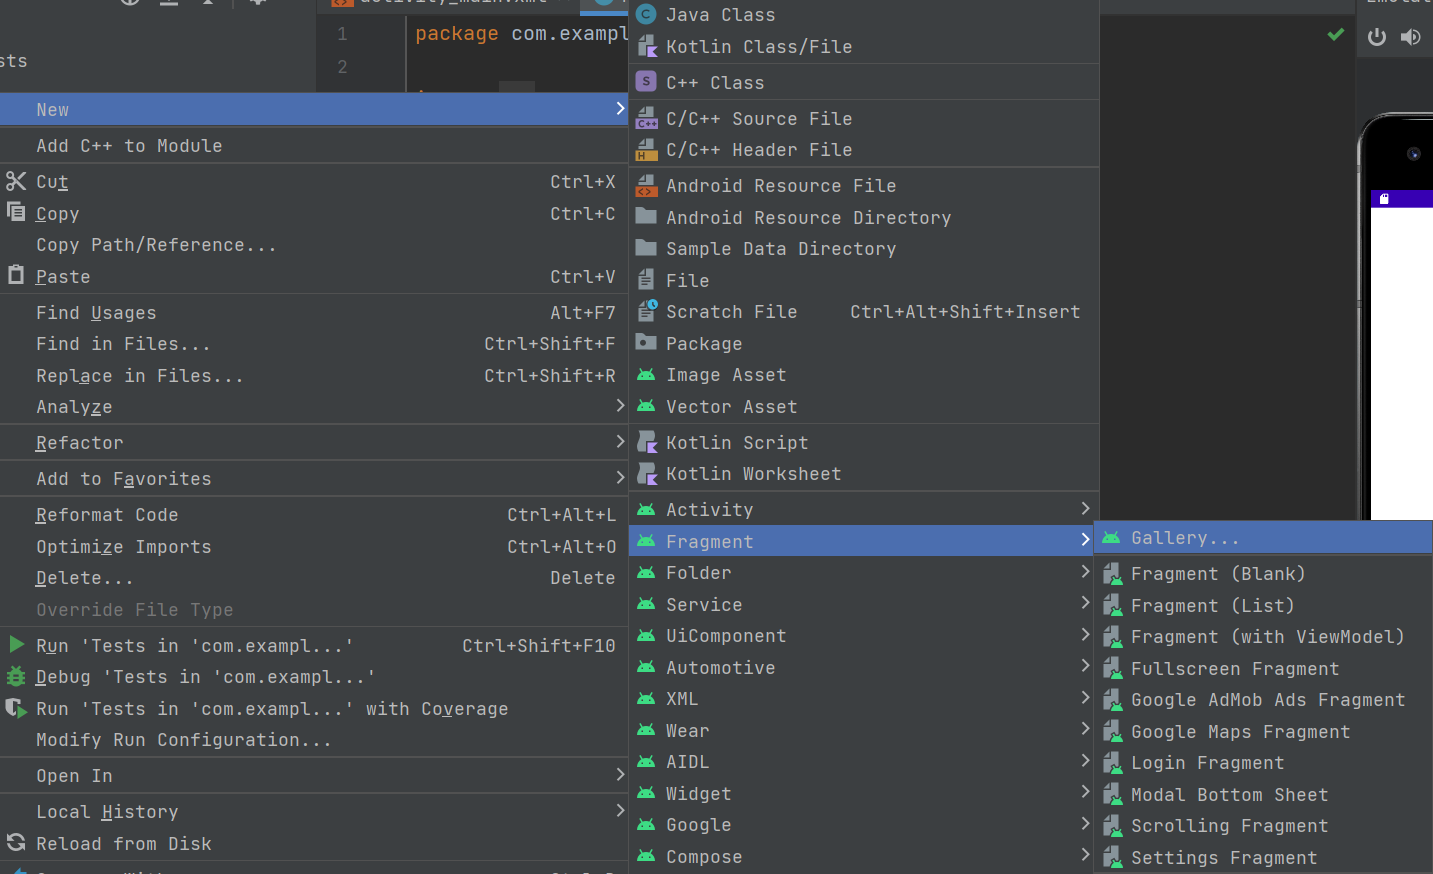 activity_main.xml
1
package com.exampl
2
sts
New
Add C++ to Module
Cut Ctrl+X
Copy Ctrl+C
Copy Path/Reference...
Paste Ctrl+V
Find Usages Alt+F7
Find in Files... Ctrl+Shift+F
Replace in Files... Ctrl+Shift+R
Analyze
Refactor
Add to Favorites
Reformat Code Ctrl+Alt+L
Optimize Imports Ctrl+Alt+O
Delete... Delete
Override File Type
Run 'Tests in 'com.exampl...' Ctrl+Shift+F10
Debug 'Tests in 'com.exampl...'
Run 'Tests in 'com.exampl...' with Coverage
Modify Run Configuration...
Open In
Local History
Reload from Disk
Java Class
Kotlin Class/File
S C++ Class
C/C++ Source File
C/C++ Header File
Android Resource File
Android Resource Directory
Sample Data Directory
File
Scratch File Ctrl+Alt+Shift+Insert
Package
Image Asset
Vector Asset
Kotlin Script
Kotlin Worksheet
Activity
Fragment
Folder
Service
UiComponent
Automotive
XML
Wear
AIDL
Widget
Google
Compose
Gallery...
Fragment (Blank)
Fragment (List)
Fragment (with ViewModel)
Fullscreen Fragment
Google AdMob Ads Fragment
Google Maps Fragment
Login Fragment
Modal Bottom Sheet
Scrolling Fragment
Settings Fragment